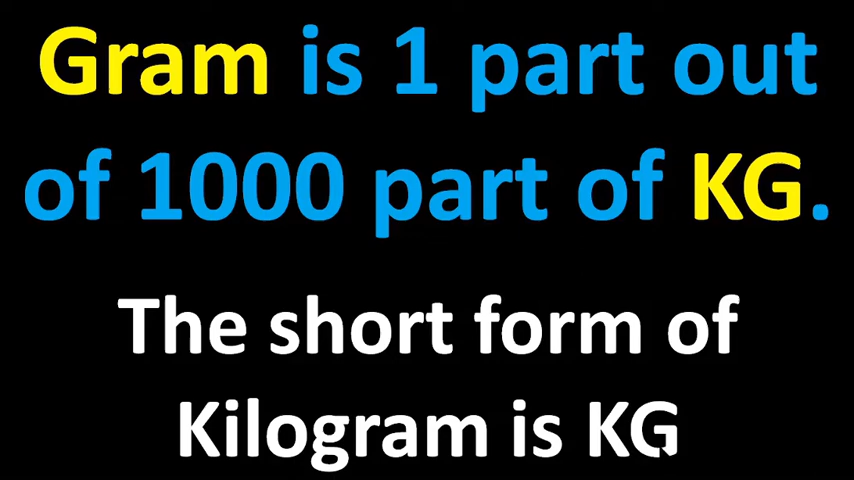 Gram is 1 part out
of 1000 part of KG.
The short form of
Kilogram is KG